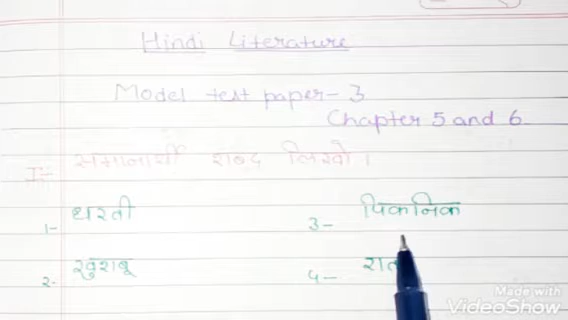 Hindi Literature
Model test paper-3
Chapter 5 and 6
I:- समानार्थी शब्द लिखो।
1- धरती
3- पिकनिक
2- खुशबू
4- रात
Made with
VideoShow